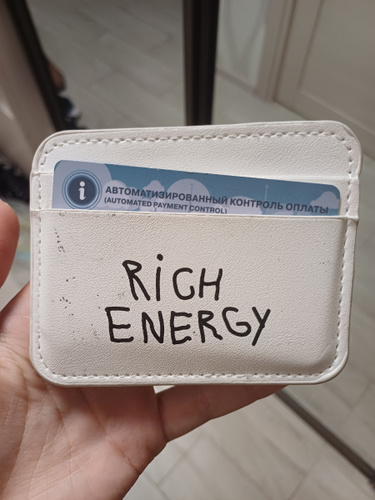 i
АВТОМАТИЗИРОВАННЫЙ КОНТРОЛЬ ОПЛАТЫ
(AUTOMATED PAYMENT CONTROL)
RiCH
ENERGY